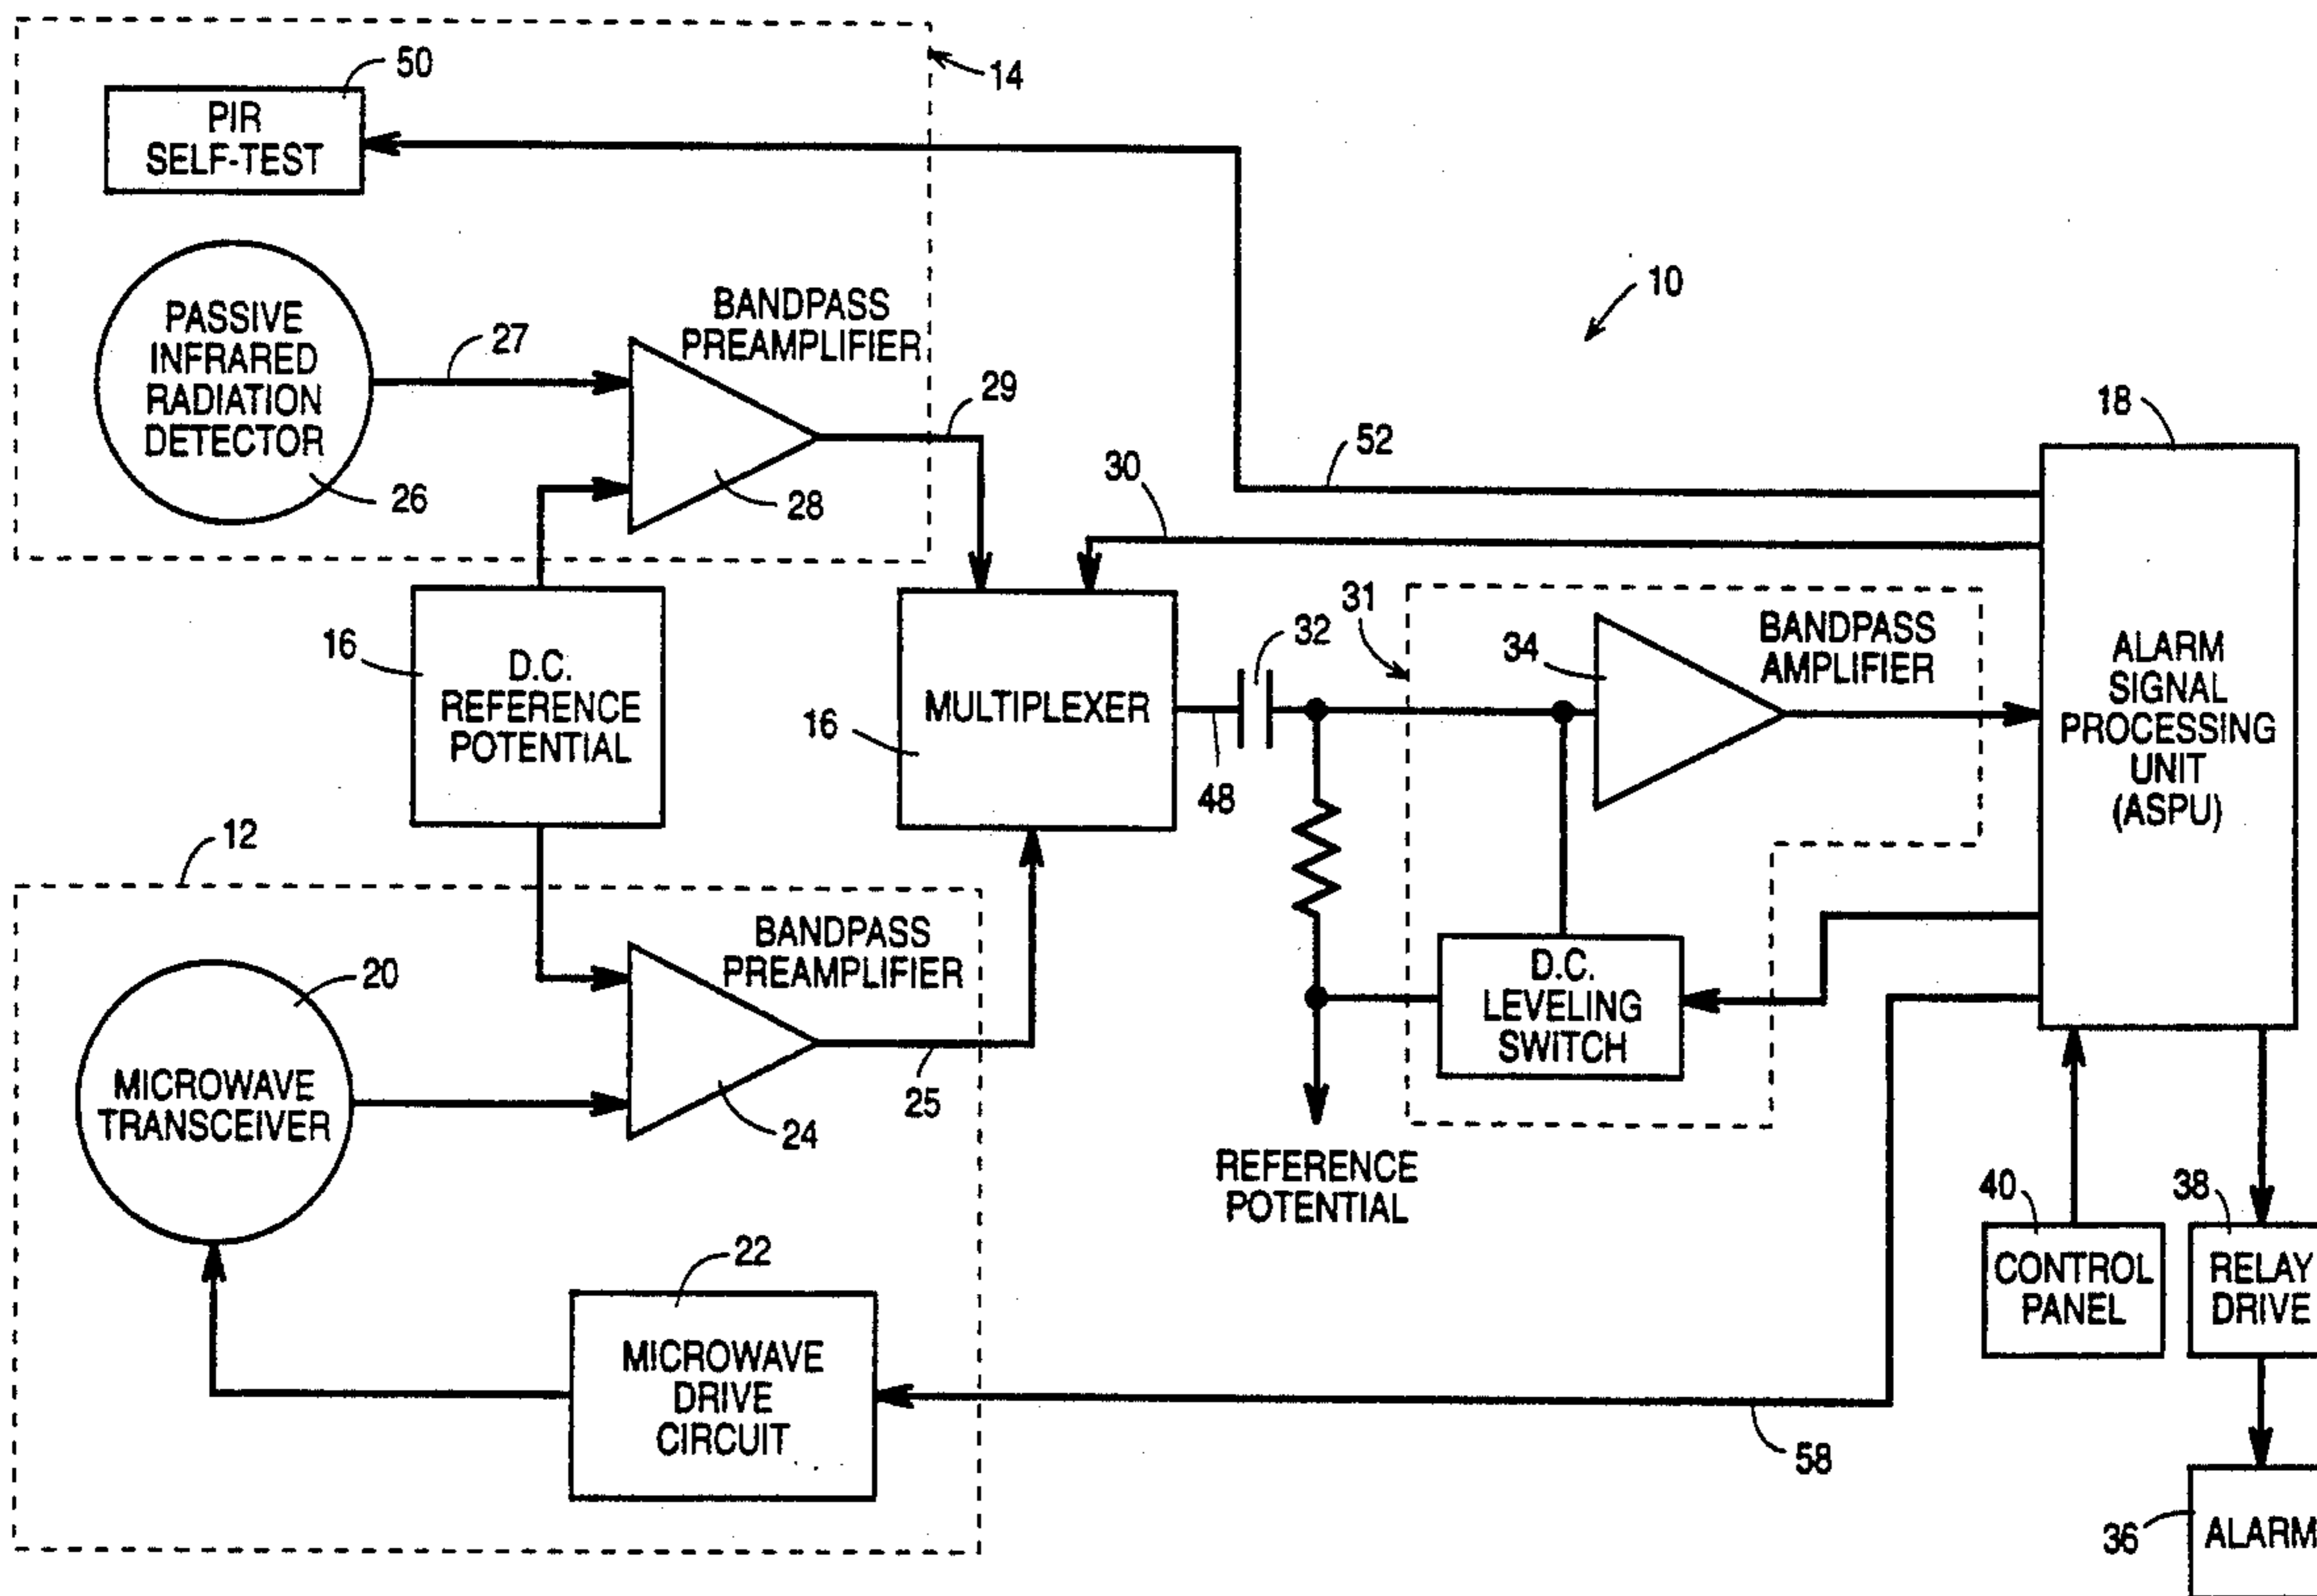 50
14
PIR
SELF-TEST
BANDPASS
PREAMPLIFIER
10
PASSIVE
INFRARED
RADIATION
DETECTOR
27
29
18
26
28
30
52
16
D.C.
REFERENCE
POTENTIAL
16
MULTIPLEXER
31
32
34
BANDPASS
AMPLIFIER
48
ALARM
SIGNAL
PROCESSING
UNIT
(ASPU)
12
BANDPASS
PREAMPLIFIER
20
D.C.
LEVELING
SWITCH
MICROWAVE
TRANSCEIVER
25
24
REFERENCE
POTENTIAL
40
38
22
CONTROL
PANEL
RELAY
DRIVE
MICROWAVE
DRIVE
CIRCUIT
58
36
ALARM